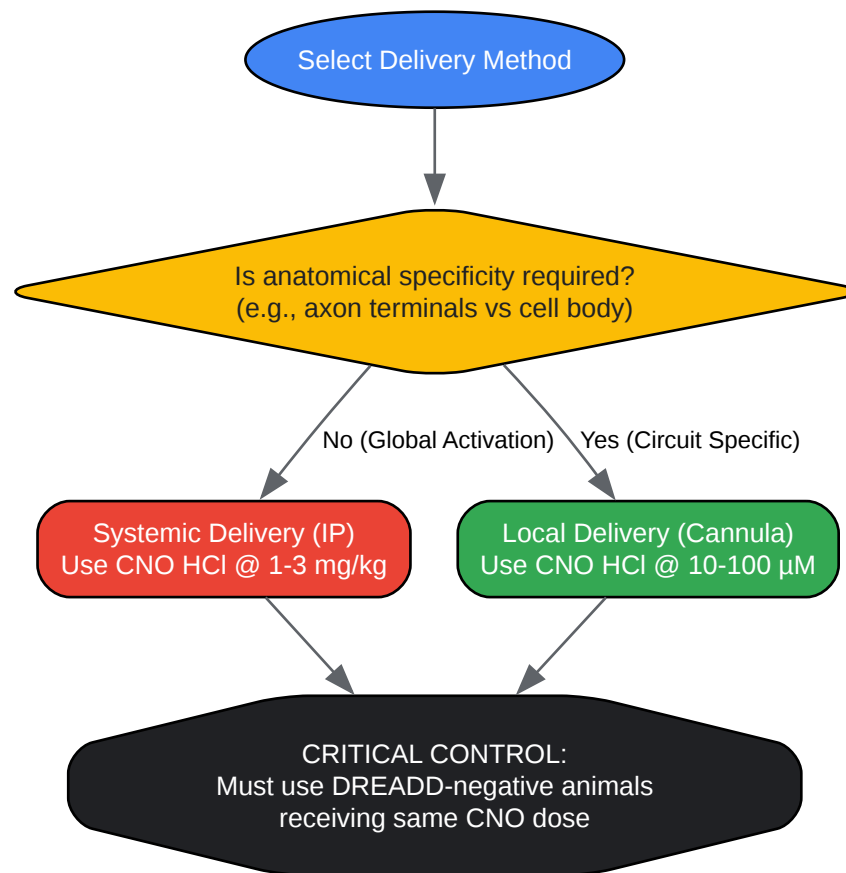 Select Delivery Method
Is anatomical specificity required?
(e.g., axon terminals vs cell body)
No (Global Activation)
Yes (Circuit Specific)
Systemic Delivery (IP)
Use CNO HCl @ 1-3 mg/kg
Local Delivery (Cannula)
Use CNO HCl @ 10-100 µM
CRITICAL CONTROL:
Must use DREADD-negative animals
receiving same CNO dose